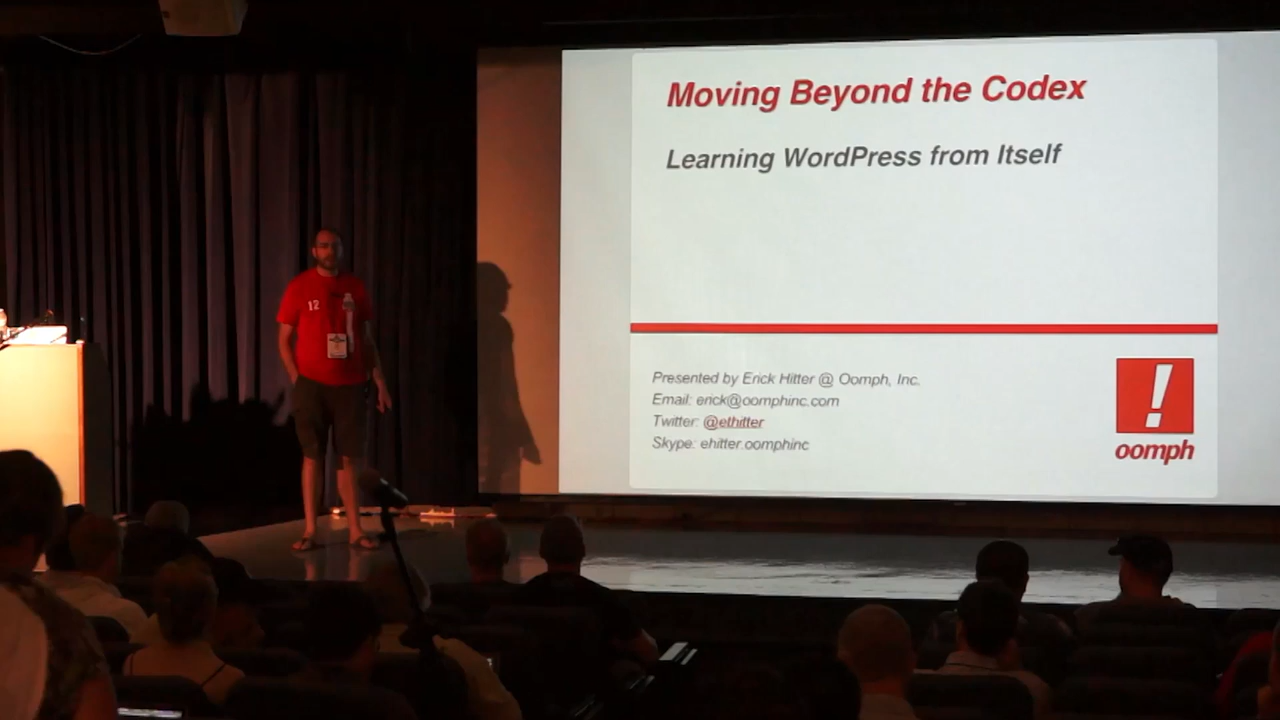 Moving Beyond the Codex
Learning WordPress from Itself
12
Presented by Erick Hitter @ Oomph, Inc.
Email: erick@oomphinc.com
Twitter: @ethitter
Skype: ehitter.oomphinc
!
oomph